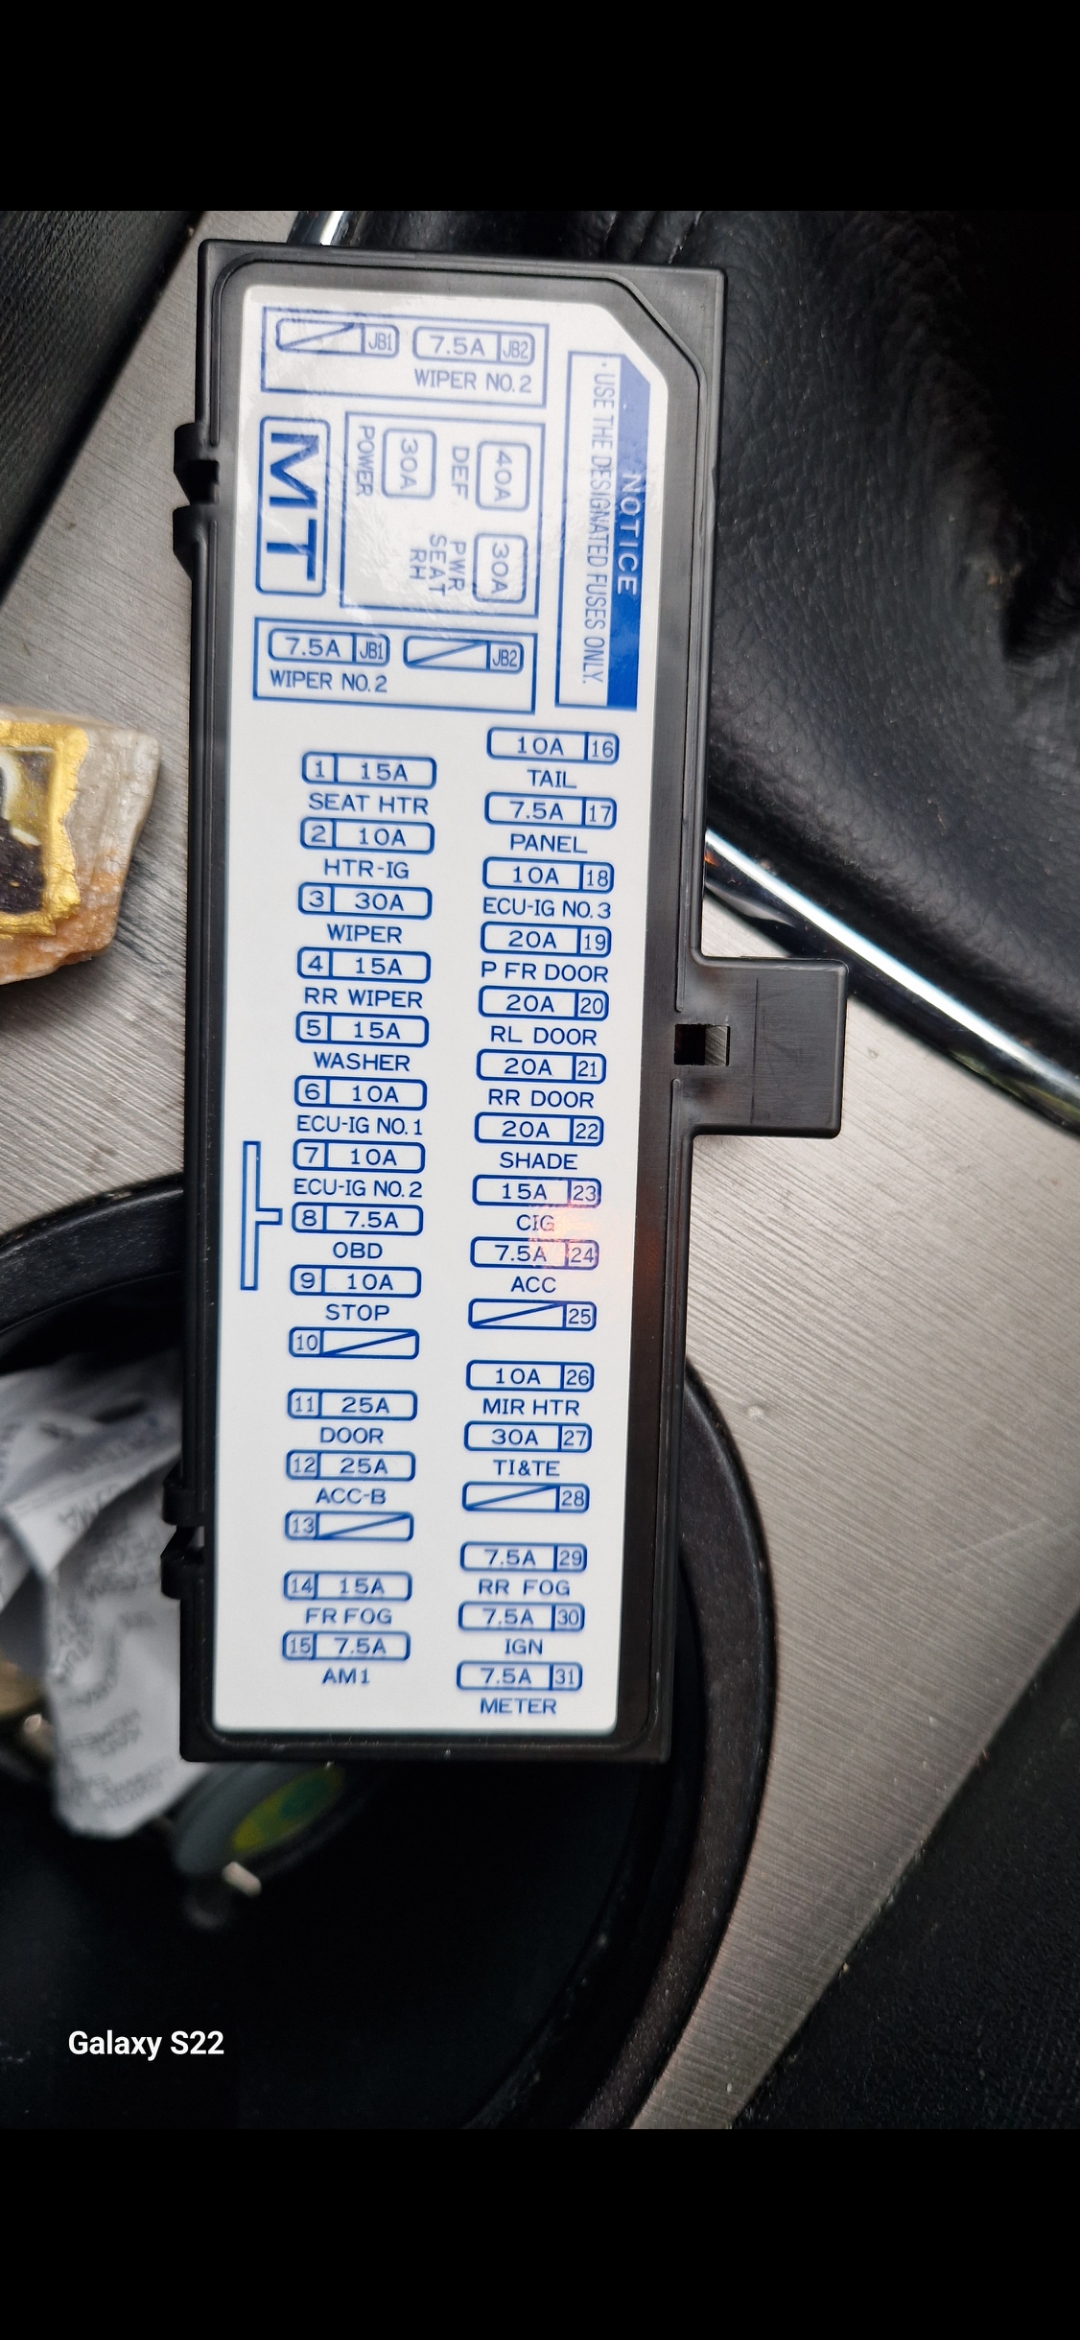 JB1 7.5A JB2
WIPER NO.2
NOTICE
· USE THE DESIGNATED FUSES ONLY.
MT
30A
POWER
40A
DEF
30A
PWR
SEAT
RH
7.5A JB1 JB2
WIPER NO.2
1 15A
SEAT HTR
2 10A
HTR-IG
3 30A
WIPER
4 15A
RR WIPER
5 15A
WASHER
6 10A
ECU-IG NO.1
7 10A
ECU-IG NO.2
8 7.5A
OBD
9 10A
STOP
10
11 25A
DOOR
12 25A
ACC-B
13
14 15A
FR FOG
15 7.5A
AM1
10A 16
TAIL
7.5A 17
PANEL
10A 18
ECU-IG NO.3
20A 19
P FR DOOR
20A 20
RL DOOR
20A 21
RR DOOR
20A 22
SHADE
15A 23
CIG
7.5A 24
ACC
25
10A 26
MIR HTR
30A 27
TI&TE
28
7.5A 29
RR FOG
7.5A 30
IGN
7.5A 31
METER
Galaxy S22